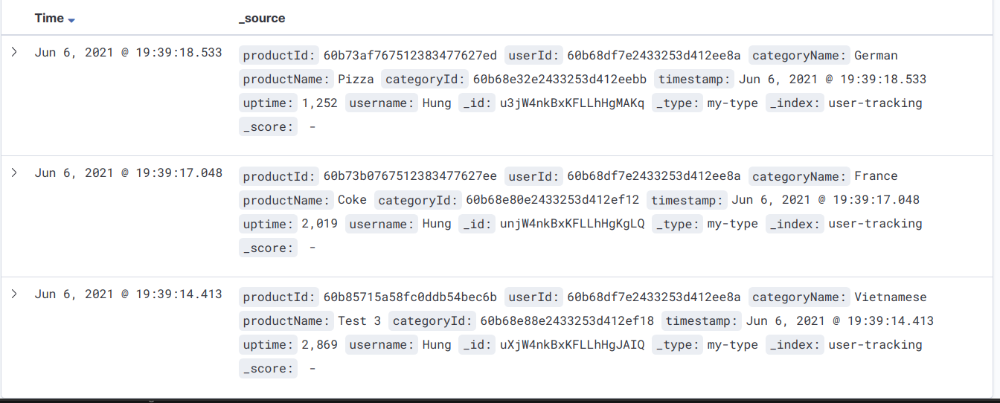 Time _source
Jun 6, 2021 @ 19:39:18.533 productId: 60b73af767512383477627ed userId: 60b68df7e2433253d412ee8a categoryName: German
productName: Pizza categoryId: 60b68e32e2433253d412eebb timestamp: Jun 6, 2021 @ 19:39:18.533
uptime: 1,252 username: Hung _id: u3jW4nkBxKFLLhHgMAKq _type: my-type _index: user-tracking
_score: -
Jun 6, 2021 @ 19:39:17.048 productId: 60b73b0767512383477627ee userId: 60b68df7e2433253d412ee8a categoryName: France
productName: Coke categoryId: 60b68e80e2433253d412ef12 timestamp: Jun 6, 2021 @ 19:39:17.048
uptime: 2,019 username: Hung _id: unjW4nkBxKFLLhHgKgLQ _type: my-type _index: user-tracking
_score: -
Jun 6, 2021 @ 19:39:14.413 productId: 60b85715a58fc0ddb54bec6b userId: 60b68df7e2433253d412ee8a categoryName: Vietnamese
productName: Test 3 categoryId: 60b68e88e2433253d412ef18 timestamp: Jun 6, 2021 @ 19:39:14.413
uptime: 2,869 username: Hung _id: uXjW4nkBxKFLLhHgJAIQ _type: my-type _index: user-tracking
_score: -